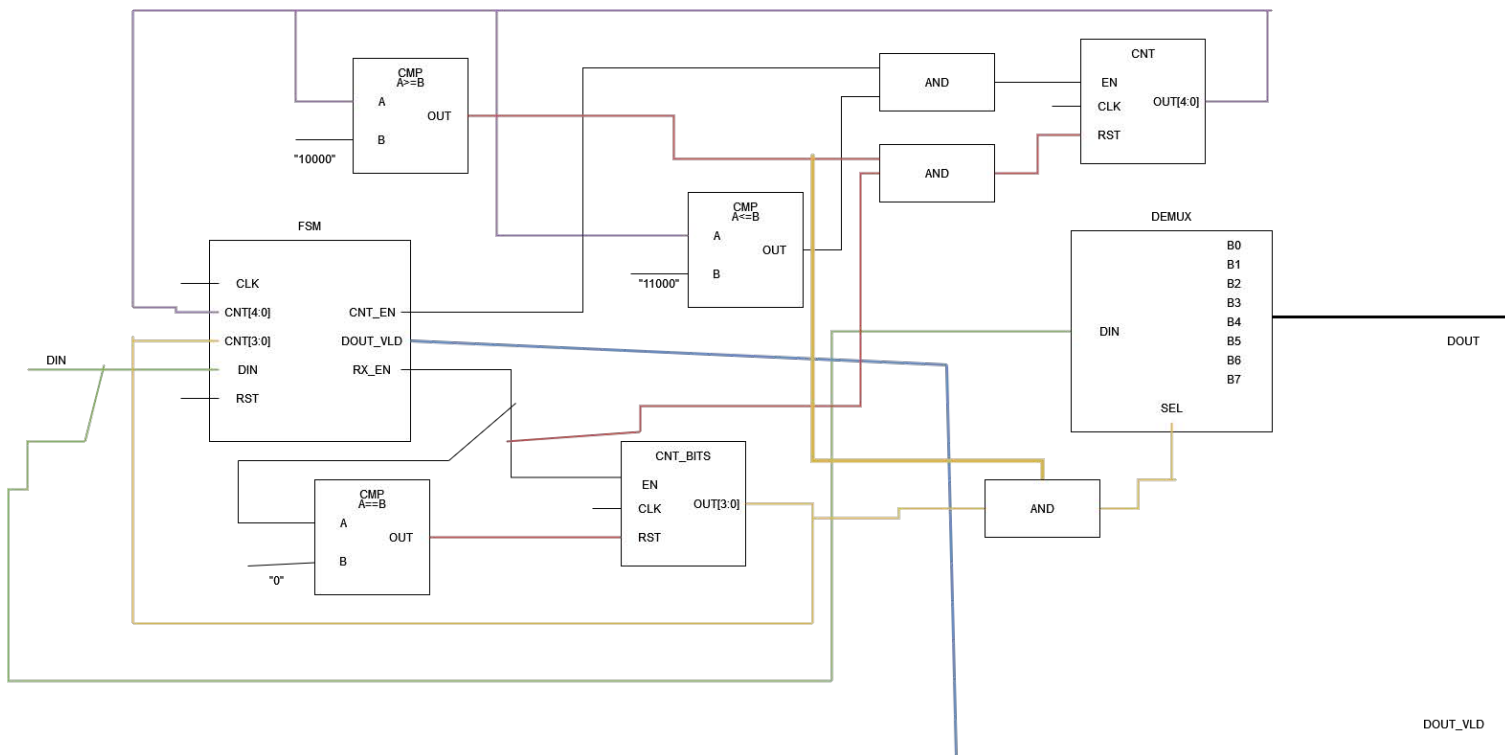 CNT
EN
CLK
OUT[4:0]
RST
CMP
A>=B
A
OUT
B
"10000"
AND
AND
CMP
A<=B
A
OUT
B
"11000"
FSM
CLK
CNT[4:0]
CNT_EN
CNT[3:0]
DOUT_VLD
DIN
DIN
RX_EN
RST
DEMUX
B0
B1
B2
B3
B4
B5
B6
B7
DIN
SEL
DOUT
CNT_BITS
EN
CLK
OUT[3:0]
RST
CMP
A==B
A
OUT
B
"0"
AND
DOUT_VLD